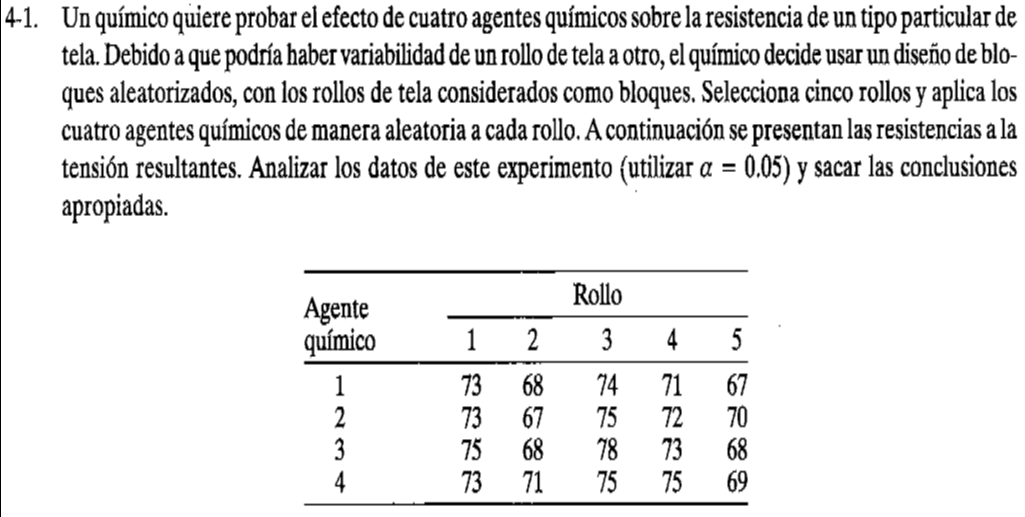 4-1. Un químico quiere probar el efecto de cuatro agentes químicos sobre la resistencia de un tipo particular de
tela. Debido a que podría haber variabilidad de un rollo de tela a otro, el químico decide usar un diseño de blo-
ques aleatorizados, con los rollos de tela considerados como bloques. Selecciona cinco rollos y aplica los
cuatro agentes químicos de manera aleatoria a cada rollo. A continuación se presentan las resistencias a la
tensión resultantes. Analizar los datos de este experimento (utilizar α = 0.05) y sacar las conclusiones
apropiadas.
Rollo
Agente
químico 1 2 3 4 5
1 73 68 74 71 67
2 73 67 75 72 70
3 75 68 78 73 68
4 73 71 75 75 69